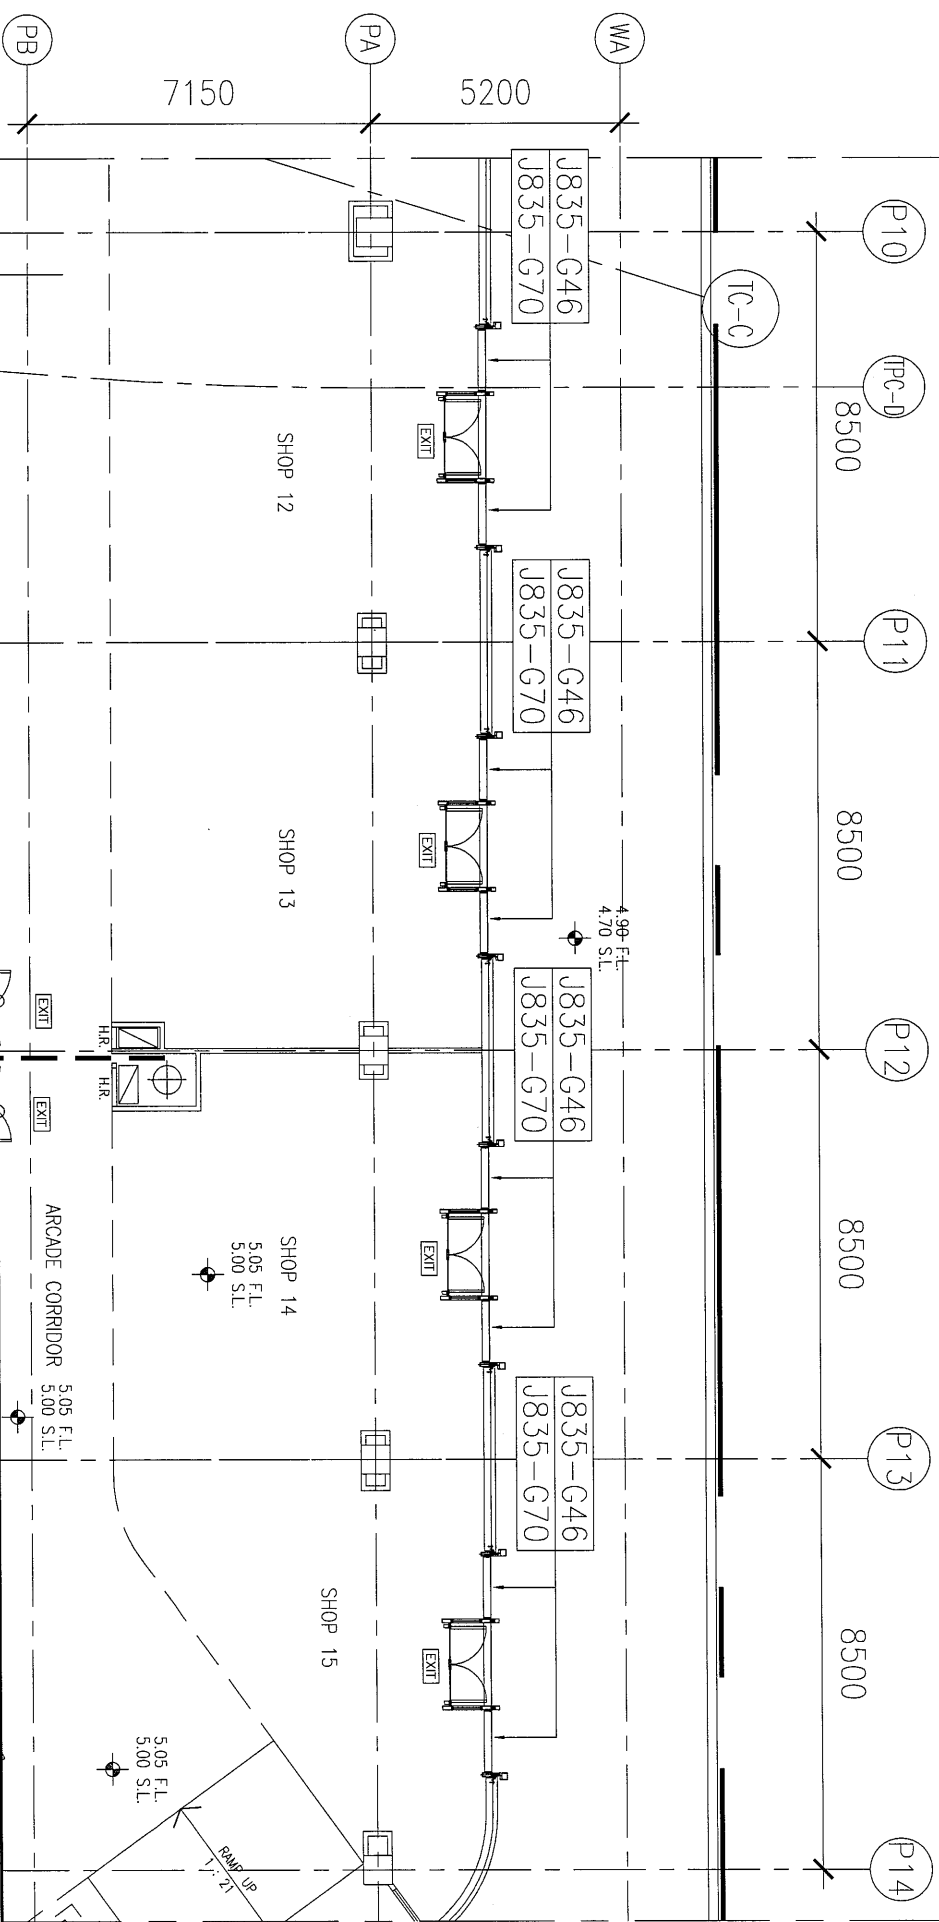 PB
PA
WA
7150
5200
P10
TC-C
TPC-D
P11
P12
P13
P14
8500
8500
8500
8500
J835-G46
J835-G70
J835-G46
J835-G70
J835-G46
J835-G70
J835-G46
J835-G70
EXIT
EXIT
EXIT
EXIT
SHOP 12
SHOP 13
4.90 F.L.
4.70 S.L.
SHOP 14
5.05 F.L.
5.00 S.L.
SHOP 15
EXIT
H.R.
H.R.
EXIT
ARCADE CORRIDOR
5.05 F.L.
5.00 S.L.
5.05 F.L.
5.00 S.L.
RAMP UP
1 : 21